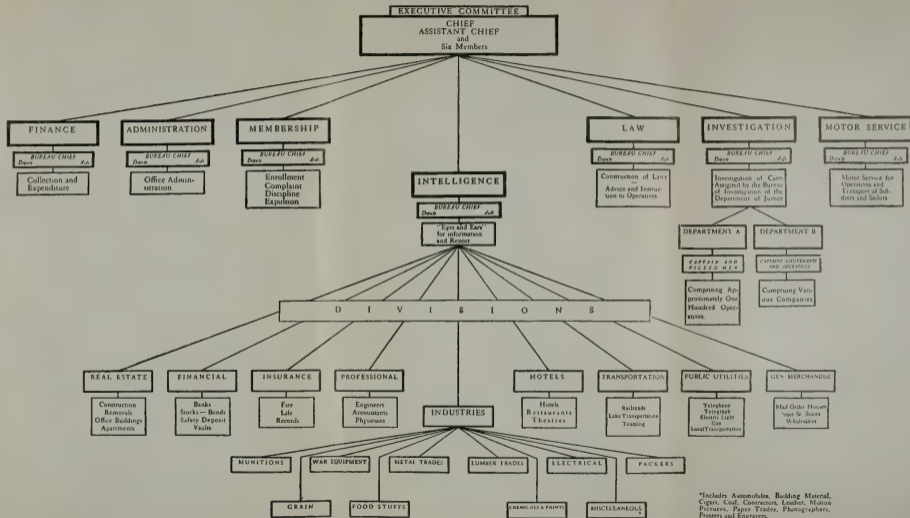 EXECUTIVE COMMITTEE
CHIEF
ASSISTANT CHIEF
and
Six Members
FINANCE
BUREAU CHIEF
Collection and
Expenditure
ADMINISTRATION
BUREAU CHIEF
Office Admin-
istration
MEMBERSHIP
BUREAU CHIEF
Enrollment
Complaint
Discipline
Expulsion
INTELLIGENCE
BUREAU CHIEF
"Eyes and Ears"
for information
and Report
LAW
BUREAU CHIEF
Construction of Laws
Advice and Instruc-
tion to Operatives
INVESTIGATION
BUREAU CHIEF
Investigation of Cases
Assigned by the Bureau
of Investigation of the
Department of Justice
MOTOR SERVICE
BUREAU CHIEF
Motor Service for
Operatives and
Transport of Sol-
diers and Sailors
DEPARTMENT A
CAPTAIN AND
PICKED MEN
Comprising Ap-
proximately One
Hundred Oper-
atives.
DEPARTMENT B
CAPTAINS LIEUTENANTS
AND OPERATIVES
Comprising Vari-
ous Companies
DIVISIONS
REAL ESTATE
Construction
Removals
Office Buildings
Apartments
FINANCIAL
Banks
Stocks — Bonds
Safety Deposit
Vaults
INSURANCE
Fire
Life
Records
PROFESSIONAL
Engineers
Accountants
Physicians
INDUSTRIES
HOTELS
Hotels
Restaurants
Theatres
TRANSPORTATION
Railroads
Lake Transportation
Teaming
PUBLIC UTILITIES
Telephone
Telegraph
Electric Light
Gas
Local Transportation
GEN MERCHANDISE
Mail Order Houses
State St. Stores
Wholesalers
MUNITIONS
WAR EQUIPMENT
METAL TRADES
LUMBER TRADES
ELECTRICAL
PACKERS
GRAIN
FOOD STUFFS
CHEMICALS & PAINTS
MISCELLANEOUS*
*Includes Automobiles, Building Material,
Cigars, Coal, Contractors, Leather, Motion
Pictures, Paper Trades, Photographers,
Printers and Engravers.